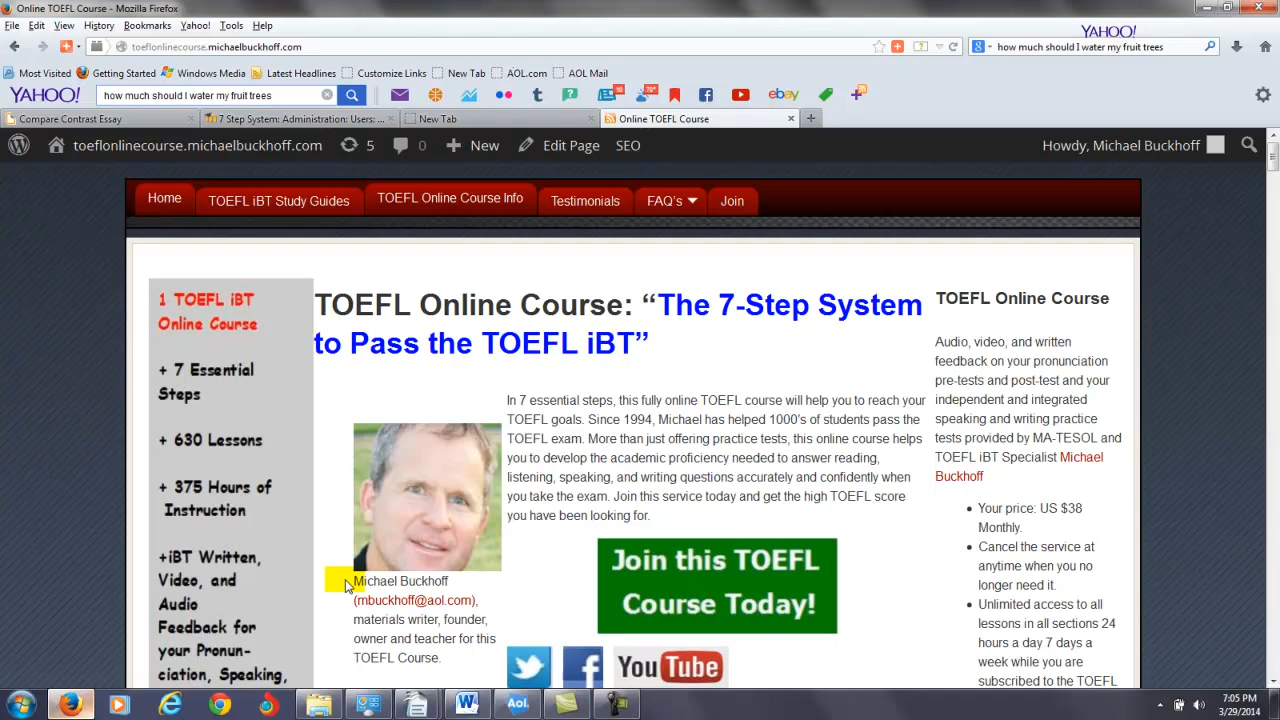 Online TOEFL Course - Mozilla Firefox
File Edit View History Bookmarks Yahoo! Tools Help
YAHOO!
toeflonlinecourse.michaelbuckhoff.com
how much should I water my fruit trees
Most Visited Getting Started Windows Media Latest Headlines Customize Links New Tab AOL.com AOL Mail
YAHOO! how much should I water my fruit trees
ebay
Compare Contrast Essay 7 Step System: Administration: Users: ... New Tab Online TOEFL Course
toeflonlinecourse.michaelbuckhoff.com 5 0 New Edit Page SEO Howdy, Michael Buckhoff
Home TOEFL iBT Study Guides TOEFL Online Course Info Testimonials FAQ's Join
1 TOEFL iBT
Online Course
+ 7 Essential
Steps
+ 630 Lessons
+ 375 Hours of
Instruction
+iBT Written,
Video, and
Audio
Feedback for
your Pronun-
ciation, Speaking,
TOEFL Online Course: “The 7-Step System
to Pass the TOEFL iBT”
Michael Buckhoff
(mbuckhoff@aol.com),
materials writer, founder,
owner and teacher for this
TOEFL Course.
In 7 essential steps, this fully online TOEFL course will help you to reach your
TOEFL goals. Since 1994, Michael has helped 1000's of students pass the
TOEFL exam. More than just offering practice tests, this online course helps
you to develop the academic proficiency needed to answer reading,
listening, speaking, and writing questions accurately and confidently when
you take the exam. Join this service today and get the high TOEFL score
you have been looking for.
Join this TOEFL
Course Today!
YouTube
TOEFL Online Course
Audio, video, and written
feedback on your pronunciation
pre-tests and post-test and your
independent and integrated
speaking and writing practice
tests provided by MA-TESOL and
TOEFL iBT Specialist Michael
Buckhoff
Your price: US $38
Monthly.
Cancel the service at
anytime when you no
longer need it.
Unlimited access to all
lessons in all sections 24
hours a day 7 days a
week while you are
subscribed to the TOEFL
Aol.
7:05 PM
3/29/2014